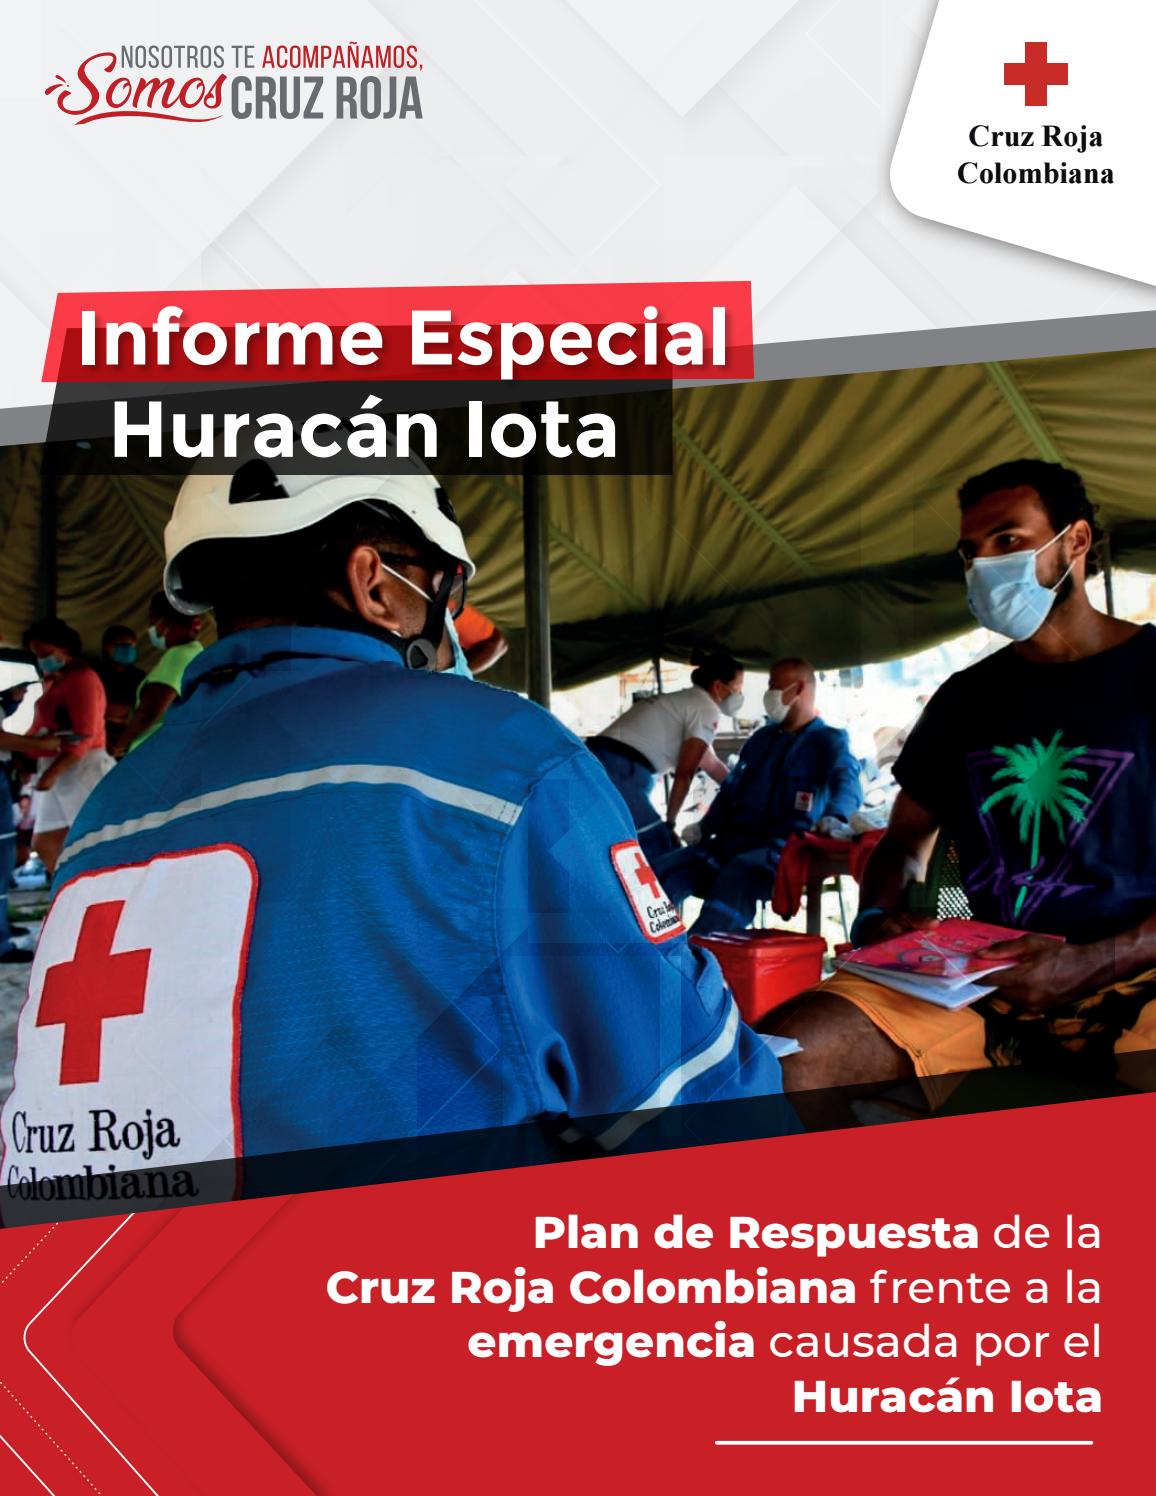 NOSOTROS TE ACOMPAÑAMOS,
Somos CRUZ ROJA
Cruz Roja
Colombiana
Informe Especial
Huracán Iota
Cruz Roja
Colombiana
Plan de Respuesta de la
Cruz Roja Colombiana frente a la
emergencia causada por el
Huracán Iota